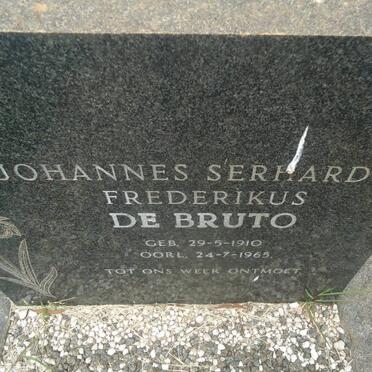 JOHANNES SERHARD
FREDERIKUS
DE BRUTO
GEB. 29-5-1910
OORL. 24-7-1965
TOT ONS WEER ONTMOET